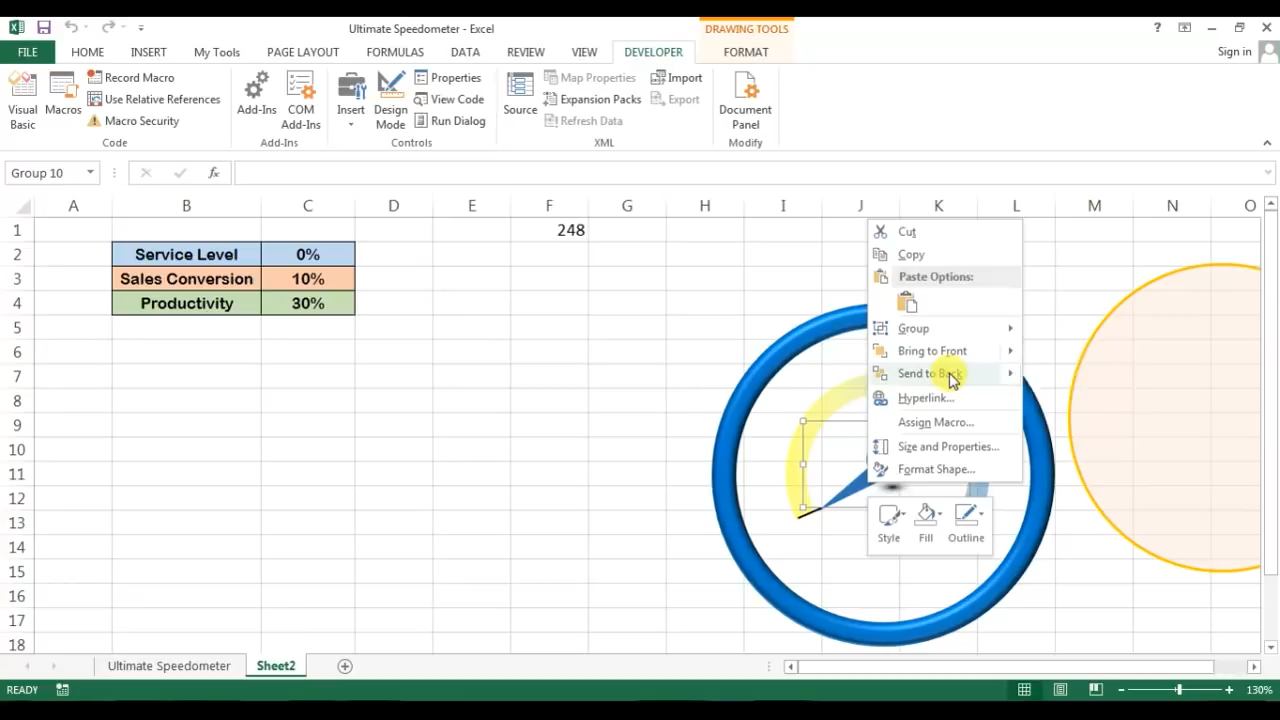 Ultimate Speedometer - Excel
DRAWING TOOLS
?
Sign in
FILE
HOME
INSERT
My Tools
PAGE LAYOUT
FORMULAS
DATA
REVIEW
VIEW
DEVELOPER
FORMAT
Visual Basic
Macros
Record Macro
Use Relative References
Macro Security
Code
Add-Ins
COM Add-Ins
Add-Ins
Insert
Design Mode
Properties
View Code
Run Dialog
Controls
Source
Map Properties
Expansion Packs
Refresh Data
Import
Export
XML
Document Panel
Modify
Group 10
fx
A B C D E F G H I J K L M N O
1 248
2 Service Level 0%
3 Sales Conversion 10%
4 Productivity 30%
5
6
7
8
9
10
11
12
13
14
15
16
17
18
Cut
Copy
Paste Options:
Group
Bring to Front
Send to Back
Hyperlink...
Assign Macro...
Size and Properties...
Format Shape...
Style Fill Outline
Ultimate Speedometer
Sheet2
READY
130%